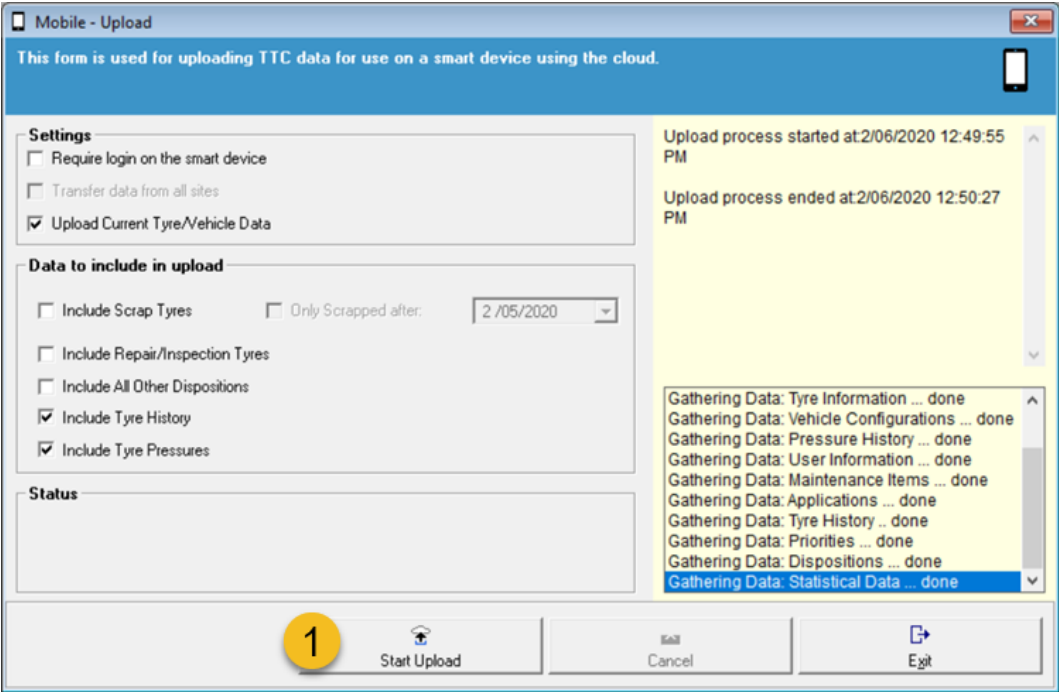 Mobile - Upload
This form is used for uploading TTC data for use on a smart device using the cloud.
Settings
Require login on the smart device
Transfer data from all sites
Upload Current Tyre/Vehicle Data
Data to include in upload
Include Scrap Tyres
Only Scrapped after:
2 /05/2020
Include Repair/Inspection Tyres
Include All Other Dispositions
Include Tyre History
Include Tyre Pressures
Status
Upload process started at:2/06/2020 12:49:55
PM
Upload process ended at:2/06/2020 12:50:27
PM
Gathering Data: Tyre Information ... done
Gathering Data: Vehicle Configurations ... done
Gathering Data: Pressure History ... done
Gathering Data: User Information ... done
Gathering Data: Maintenance Items ... done
Gathering Data: Applications ... done
Gathering Data: Tyre History .. done
Gathering Data: Priorities ... done
Gathering Data: Dispositions ... done
Gathering Data: Statistical Data ... done
1
Start Upload
Cancel
Exit